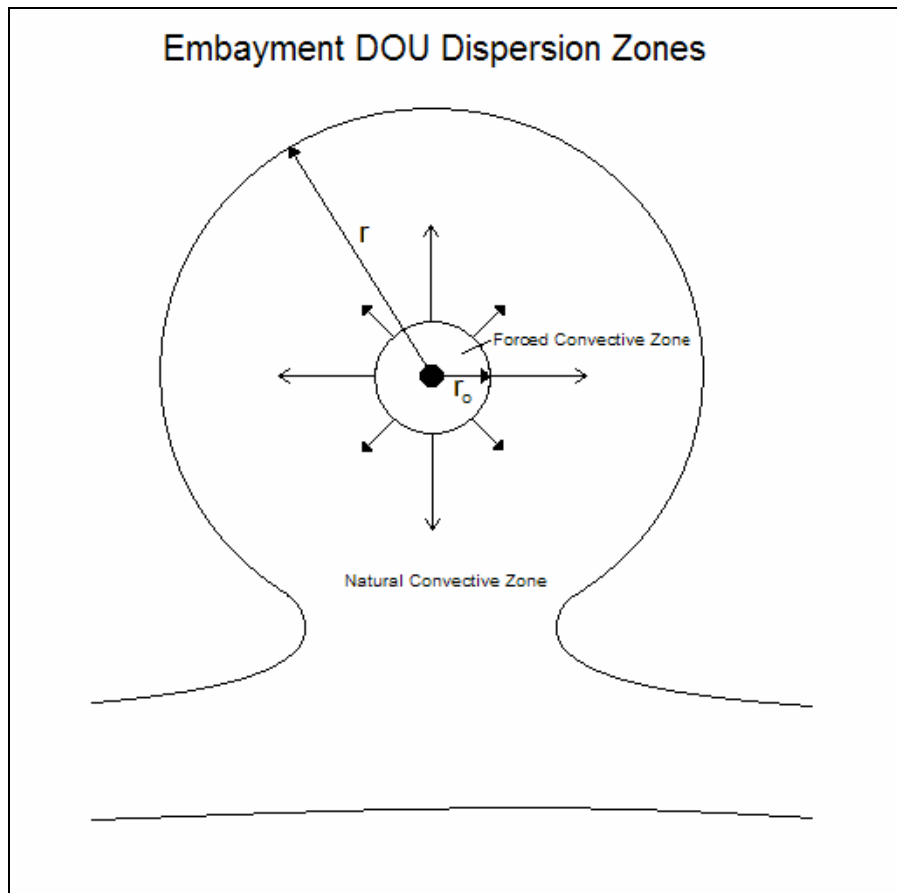 Embayment DOU Dispersion Zones
r
Forced Convective Zone
rₒ
Natural Convective Zone